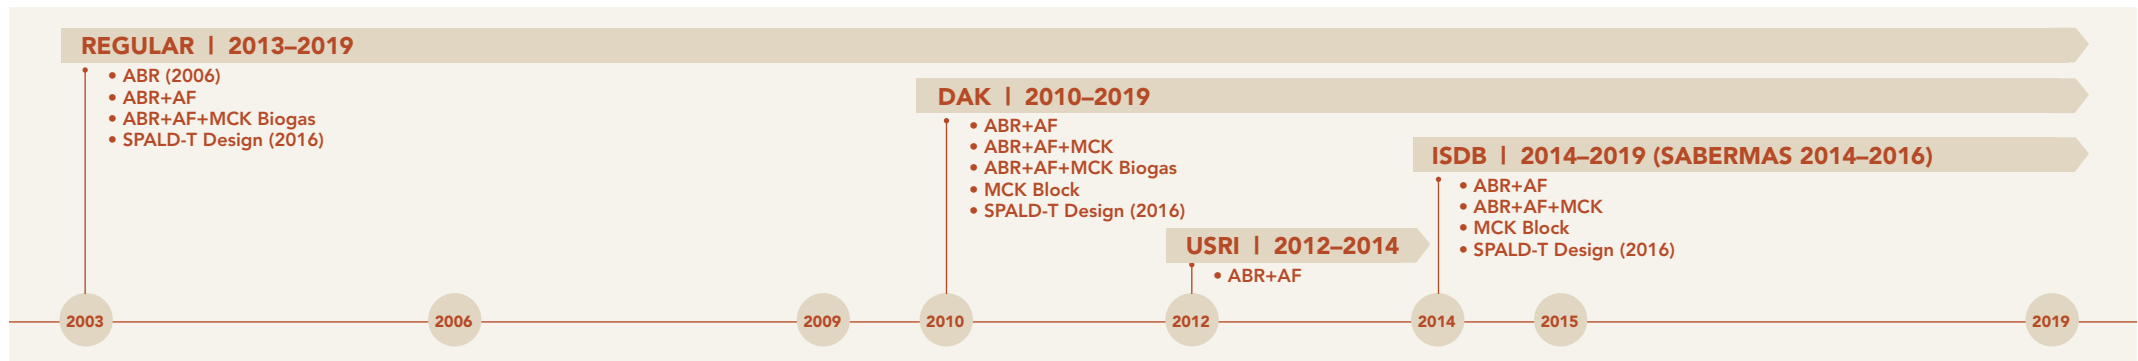 REGULAR | 2013–2019
• ABR (2006)
• ABR+AF
• ABR+AF+MCK Biogas
• SPALD-T Design (2016)
DAK | 2010–2019
• ABR+AF
• ABR+AF+MCK
• ABR+AF+MCK Biogas
• MCK Block
• SPALD-T Design (2016)
USRI | 2012–2014
• ABR+AF
ISDB | 2014–2019 (SABERMAS 2014–2016)
• ABR+AF
• ABR+AF+MCK
• MCK Block
• SPALD-T Design (2016)
2003 2006 2009 2010 2012 2014 2015 2019